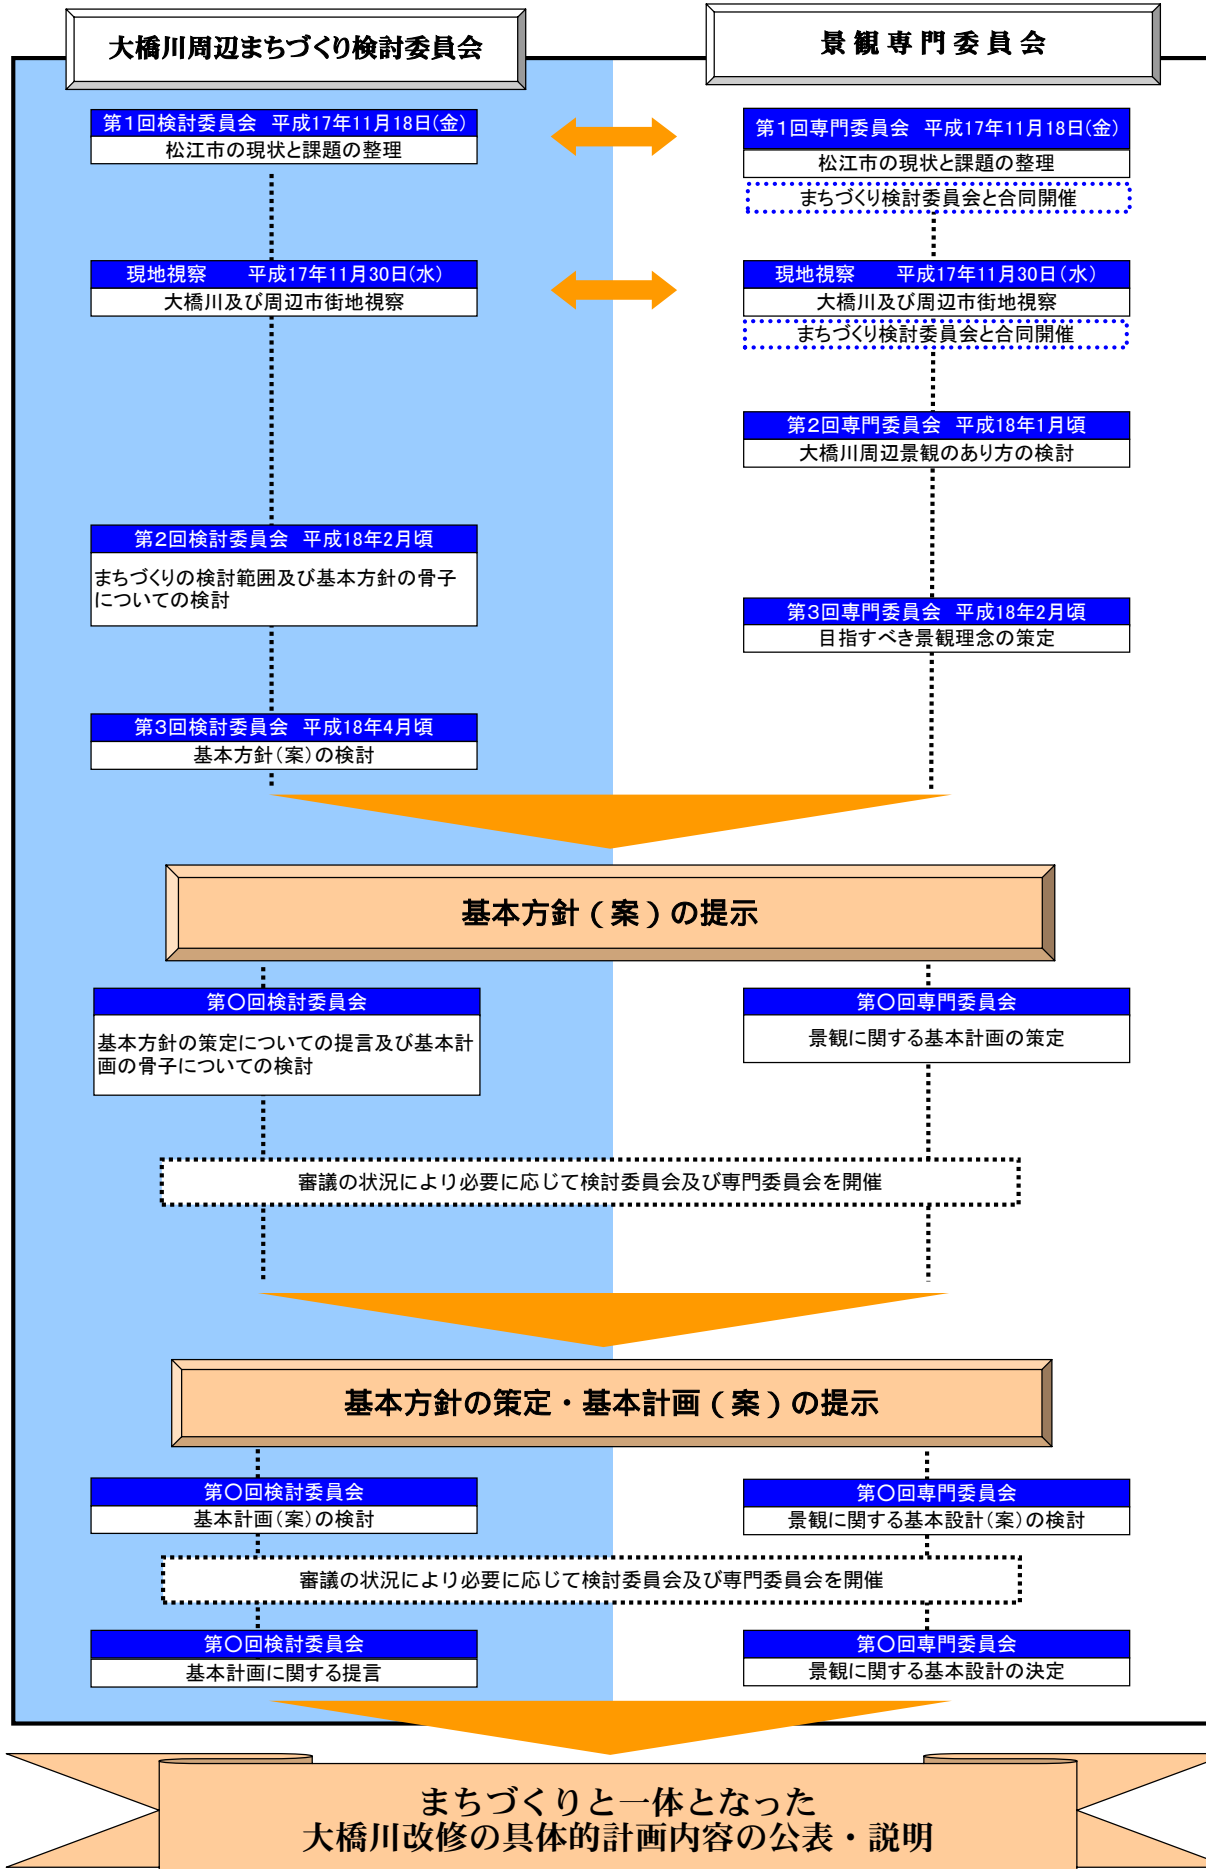 大橋川周辺まちづくり検討委員会
景観専門委員会
第1回検討委員会 平成17年11月18日(金)
松江市の現状と課題の整理
第1回専門委員会 平成17年11月18日(金)
松江市の現状と課題の整理
まちづくり検討委員会と合同開催
現地視察 平成17年11月30日(水)
大橋川及び周辺市街地視察
現地視察 平成17年11月30日(水)
大橋川及び周辺市街地視察
まちづくり検討委員会と合同開催
第2回専門委員会 平成18年1月頃
大橋川周辺景観のあり方の検討
第2回検討委員会 平成18年2月頃
まちづくりの検討範囲及び基本方針の骨子
についての検討
第3回専門委員会 平成18年2月頃
目指すべき景観理念の策定
第3回検討委員会 平成18年4月頃
基本方針(案)の検討
基本方針(案)の提示
第○回検討委員会
基本方針の策定についての提言及び基本計
画の骨子についての検討
第○回専門委員会
景観に関する基本計画の策定
審議の状況により必要に応じて検討委員会及び専門委員会を開催
基本方針の策定・基本計画(案)の提示
第○回検討委員会
基本計画(案)の検討
第○回専門委員会
景観に関する基本設計(案)の検討
審議の状況により必要に応じて検討委員会及び専門委員会を開催
第○回検討委員会
基本計画に関する提言
第○回専門委員会
景観に関する基本設計の決定
まちづくりと一体となった
大橋川改修の具体的計画内容の公表・説明